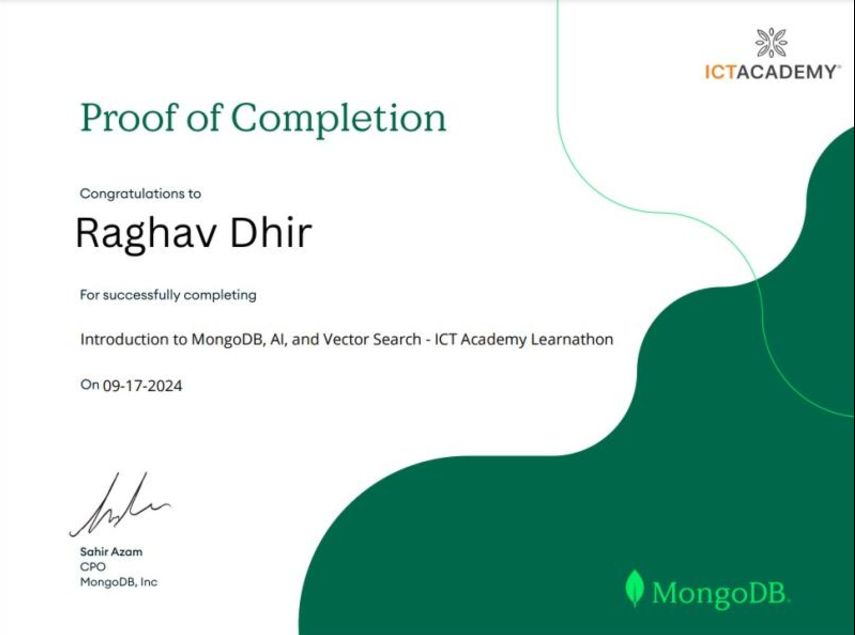 ICTACADEMY®
Proof of Completion
Congratulations to
Raghav Dhir
For successfully completing
Introduction to MongoDB, AI, and Vector Search - ICT Academy Learnathon
On 09-17-2024
Sahir Azam
CPO
MongoDB, Inc
MongoDB.